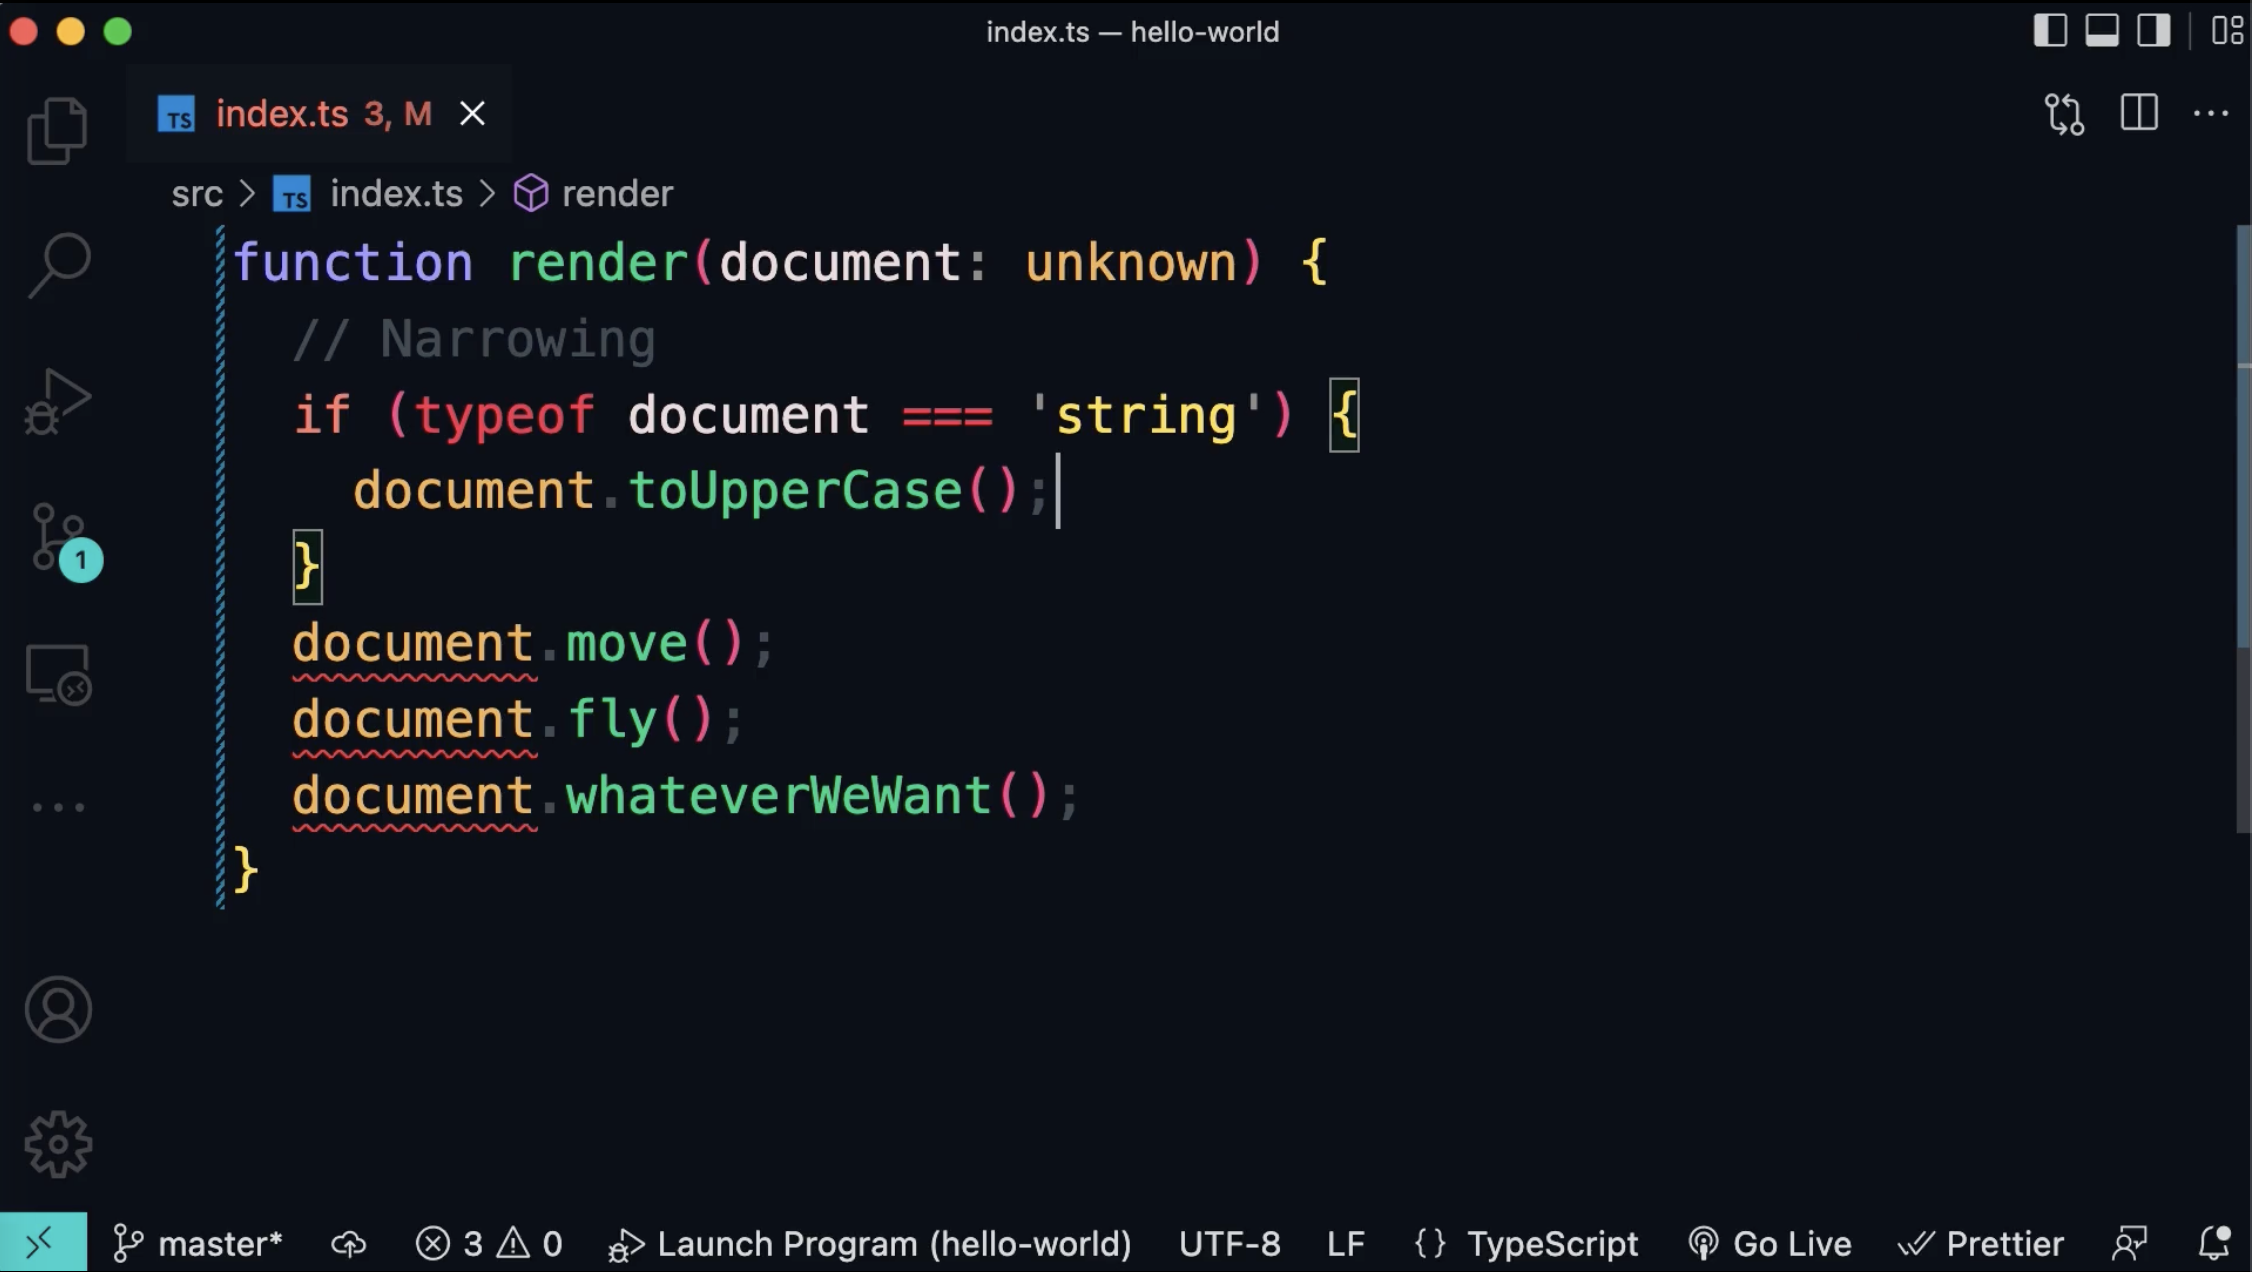 index.ts — hello-world
index.ts 3, M
src > index.ts > render
function render(document: unknown) {
// Narrowing
if (typeof document === 'string') {
document.toUpperCase();
}
document.move();
document.fly();
document.whateverWeWant();
}
1
master* 3 0 Launch Program (hello-world) UTF-8 LF {} TypeScript Go Live Prettier